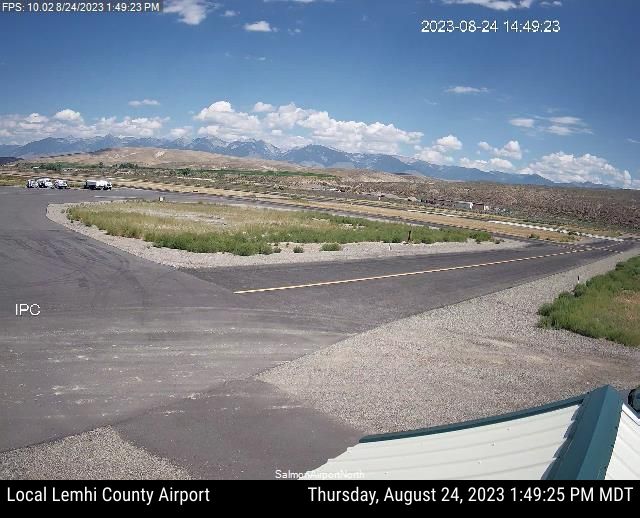 FPS: 10.02 8/24/2023 1:49:23 PM
2023-08-24 14:49:23
IPC
SalmonAirportNorth
Local Lemhi County Airport
Thursday, August 24, 2023 1:49:25 PM MDT